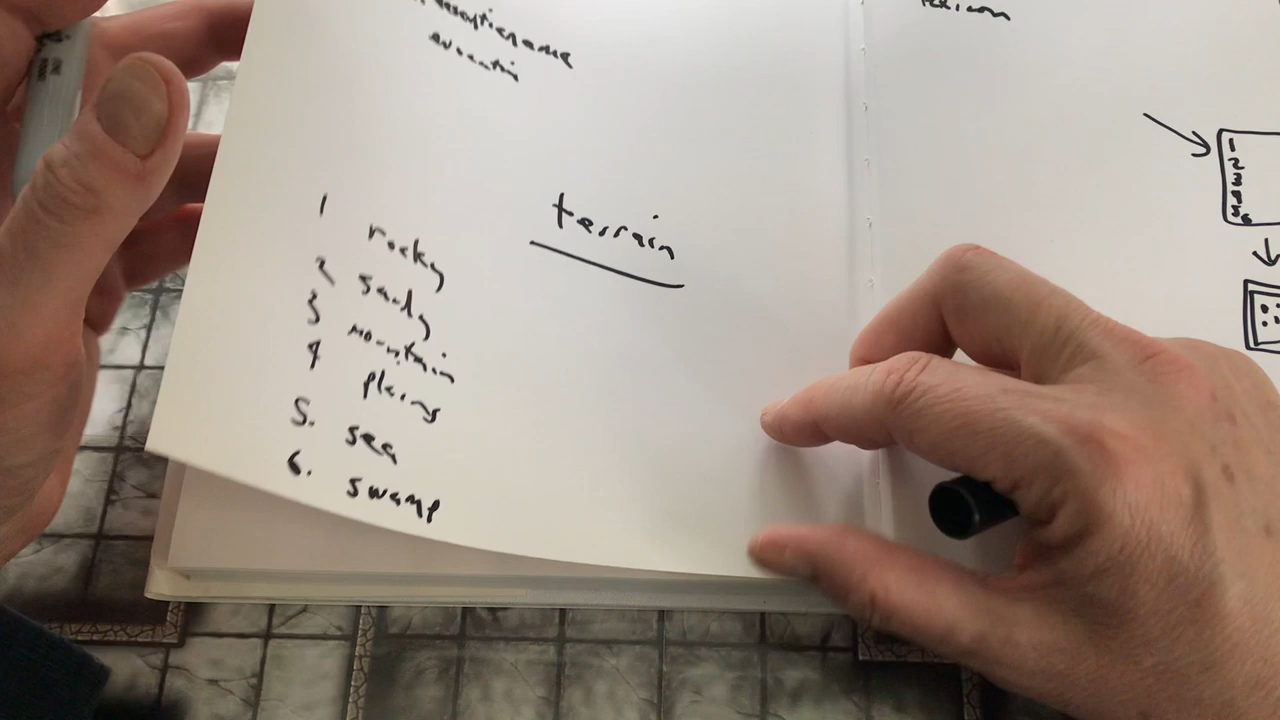 terrain
1 rocky
2 sandy
3 mountain
4 plains
5. sea
6. swamp